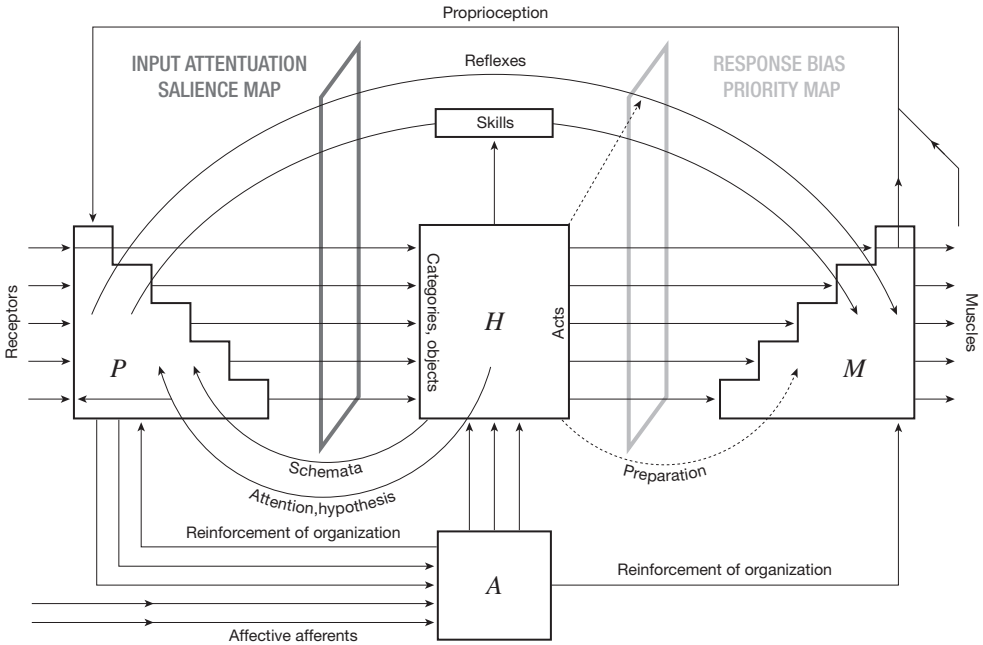 Proprioception
INPUT ATTENTUATION
SALIENCE MAP
Reflexes
RESPONSE BIAS
PRIORITY MAP
Skills
Receptors
P
Categories, objects
H
Acts
M
Muscles
Schemata
Attention,hypothesis
Preparation
Reinforcement of organization
A
Reinforcement of organization
Affective afferents